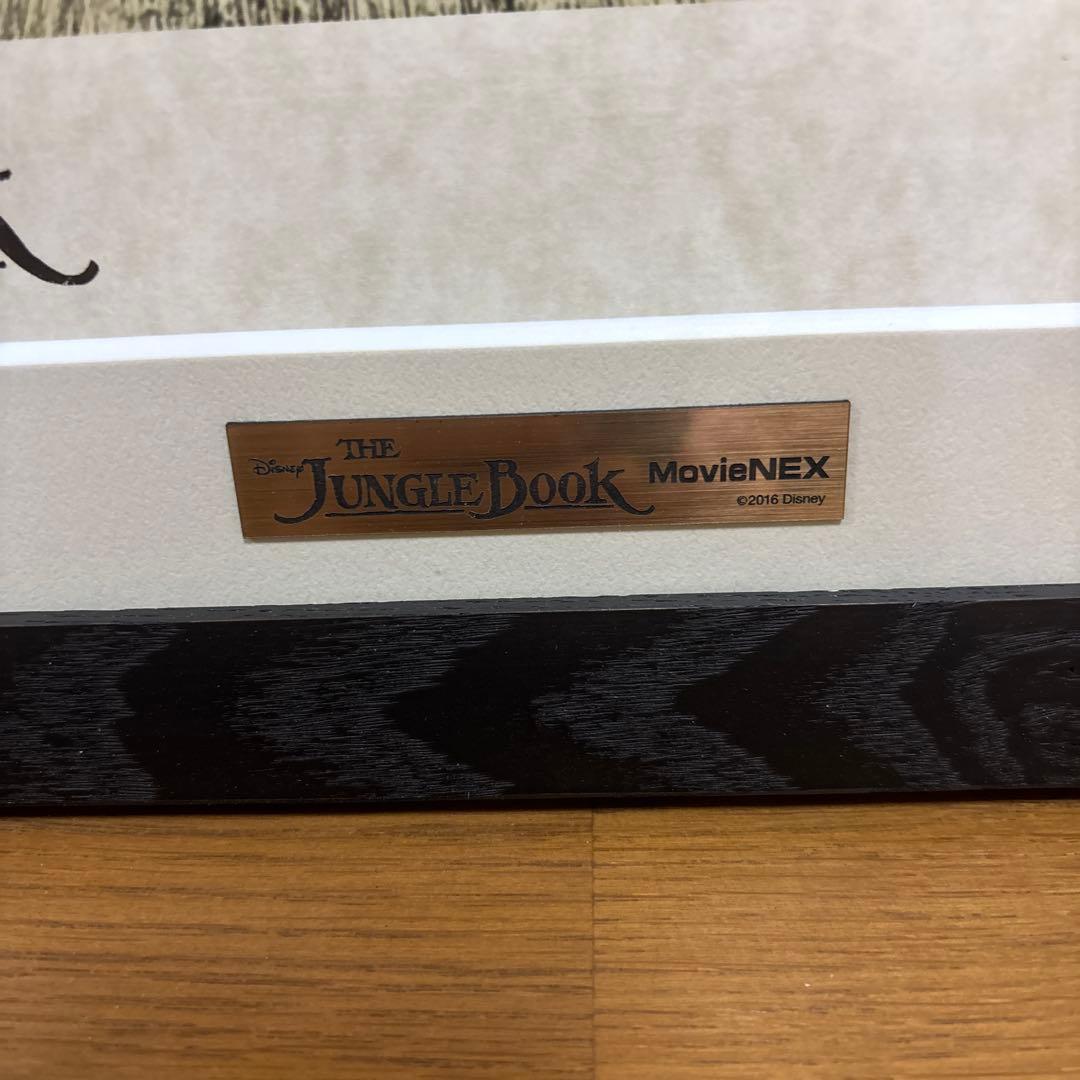 Disney
THE
JUNGLE BOOK
MovieNEX
©2016 Disney